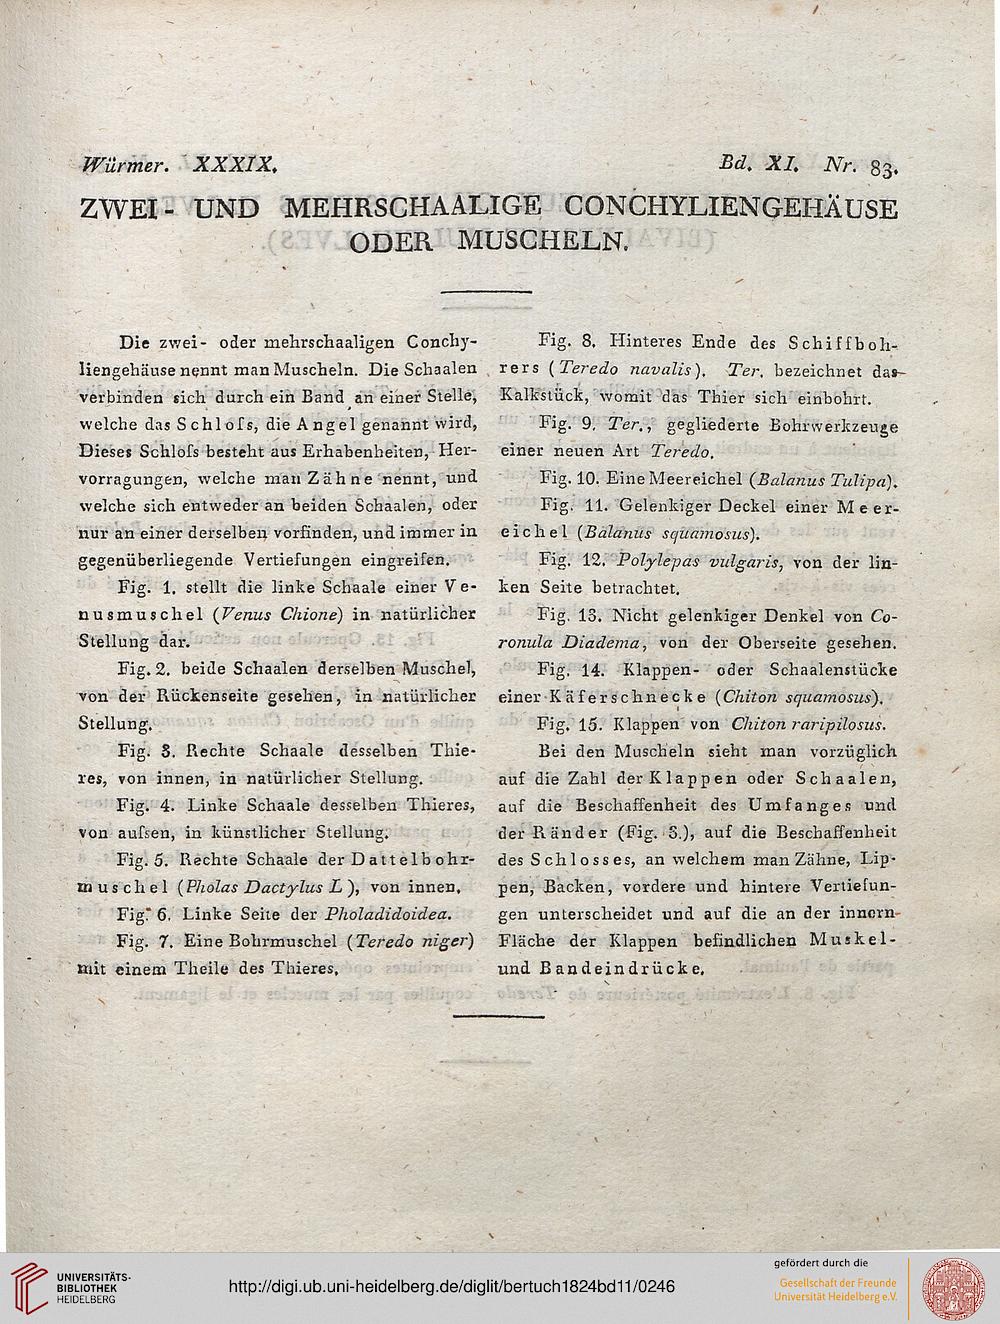 Würmer. XXXIX.
Bd. XI. Nr. 83.
ZWEI- UND MEHRSCHAALIGE CONCHYLIENGEHÄUSE
ODER MUSCHELN.
Die zwei- oder mehrschaaligen Conchy-
liengehäuse nennt man Muscheln. Die Schaalen
verbinden sich durch ein Band an einer Stelle,
welche das Schloſs, die Angel genannt wird,
Dieses Schloſs besteht aus Erhabenheiten, Her-
vorragungen, welche man Zähne nennt, und
welche sich entweder an beiden Schaalen, oder
nur an einer derselben vorfinden, und immer in
gegenüberliegende Vertiefungen eingreifen.
Fig. 1. stellt die linke Schaale einer Ve-
nusmuschel (Venus Chione) in natürlicher
Stellung dar.
Fig. 2. beide Schaalen derselben Muschel,
von der Rückenseite gesehen, in natürlicher
Stellung.
Fig. 3. Rechte Schaale desselben Thie-
res, von innen, in natürlicher Stellung.
Fig. 4. Linke Schaale desselben Thieres,
von auſsen, in künstlicher Stellung.
Fig. 5. Rechte Schaale der Dattelbohr-
muschel (Pholas Dactylus L), von innen.
Fig. 6. Linke Seite der Pholadidoidea.
Fig. 7. Eine Bohrmuschel (Teredo niger)
mit einem Theile des Thieres.
Fig. 8. Hinteres Ende des Schiffboh-
rers (Teredo navalis). Ter. bezeichnet das
Kalkstück, womit das Thier sich einbohrt.
Fig. 9. Ter., gegliederte Bohrwerkzeuge
einer neuen Art Teredo.
Fig. 10. Eine Meereichel (Balanus Tulipa).
Fig. 11. Gelenkiger Deckel einer Meer-
eichel (Balanus squamosus).
Fig. 12. Polylepas vulgaris, von der lin-
ken Seite betrachtet.
Fig. 13. Nicht gelenkiger Denkel von Co-
ronula Diadema, von der Oberseite gesehen.
Fig. 14. Klappen- oder Schaalenstücke
einer Käferschnecke (Chiton squamosus).
Fig. 15. Klappen von Chiton raripilosus.
Bei den Muscheln sieht man vorzüglich
auf die Zahl der Klappen oder Schaalen,
auf die Beschaffenheit des Umfanges und
der Ränder (Fig. 3.), auf die Beschaffenheit
des Schlosses, an welchem man Zähne, Lip-
pen, Backen, vordere und hintere Vertiefun-
gen unterscheidet und auf die an der innern
Fläche der Klappen befindlichen Muskel-
und Bandeindrücke.
UNIVERSITÄTS-
BIBLIOTHEK
HEIDELBERG
http://digi.ub.uni-heidelberg.de/diglit/bertuch1824bd11/0246
gefördert durch die
Gesellschaft der Freunde
Universität Heidelberg e.V.